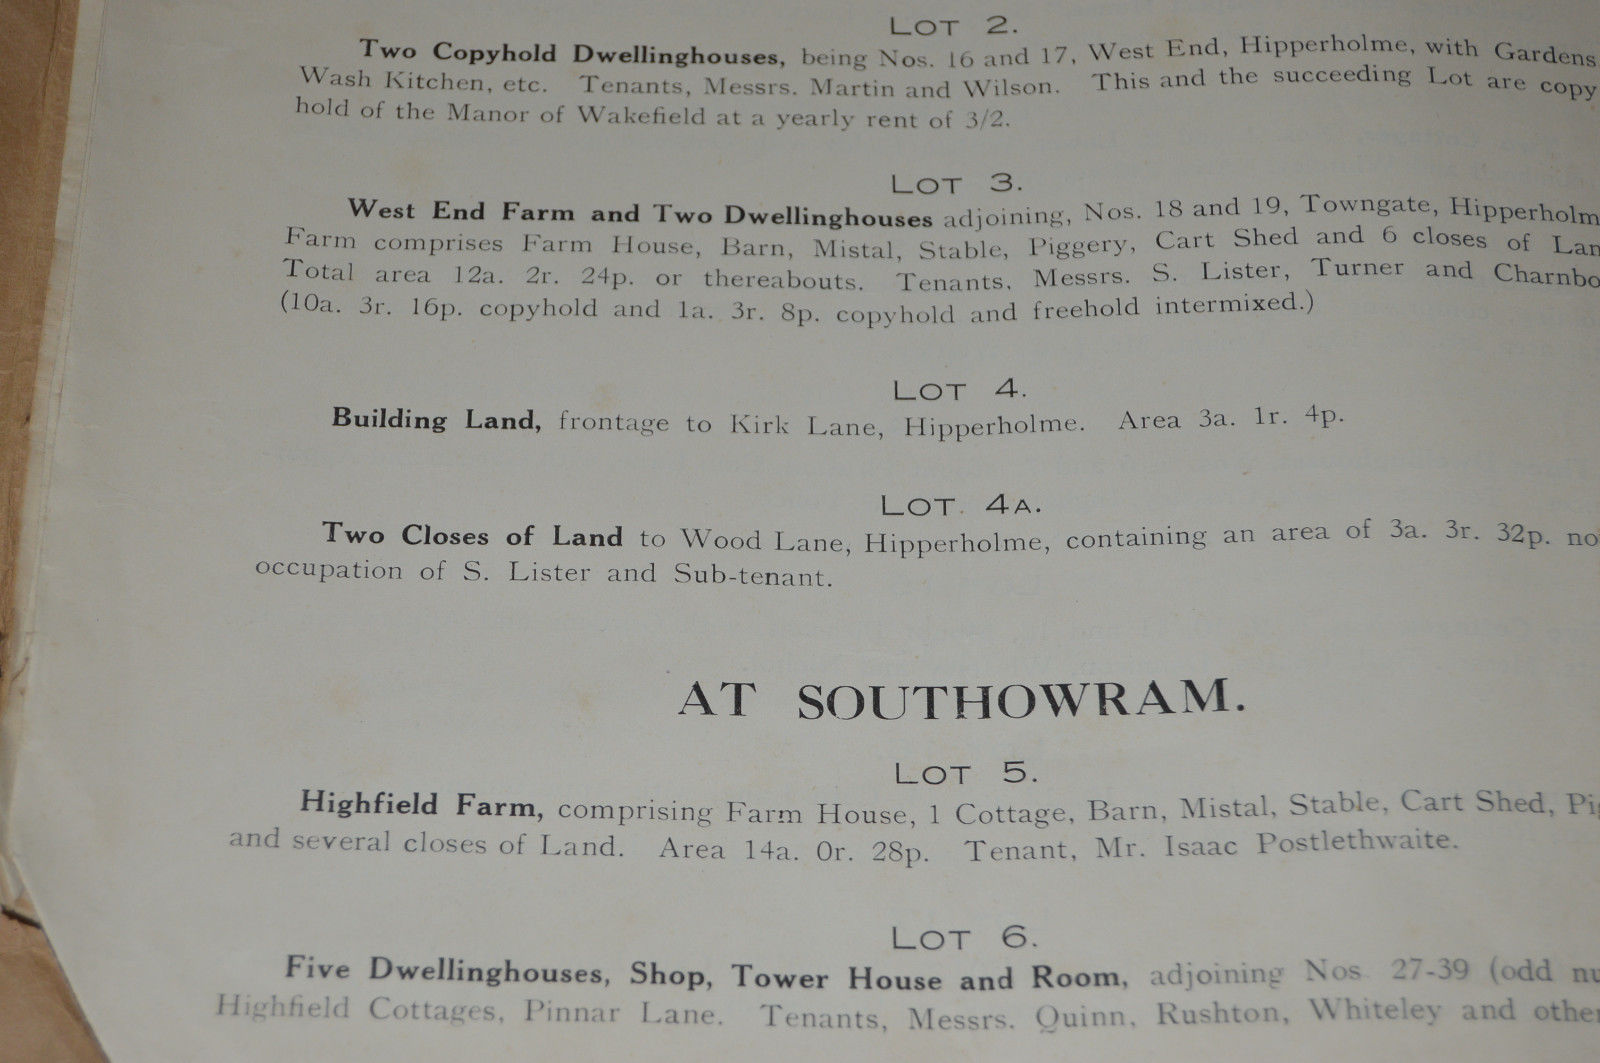 LOT 2.
Two Copyhold Dwellinghouses, being Nos. 16 and 17, West End, Hipperholme, with Gardens
Wash Kitchen, etc. Tenants, Messrs. Martin and Wilson. This and the succeeding Lot are copy
hold of the Manor of Wakefield at a yearly rent of 3/2.
LOT 3.
West End Farm and Two Dwellinghouses adjoining, Nos. 18 and 19, Towngate, Hipperholm
Farm comprises Farm House, Barn, Mistal, Stable, Piggery, Cart Shed and 6 closes of Lan
Total area 12a. 2r. 24p. or thereabouts. Tenants, Messrs. S. Lister, Turner and Charnbo
(10a. 3r. 16p. copyhold and 1a. 3r. 8p. copyhold and freehold intermixed.)
LOT 4.
Building Land, frontage to Kirk Lane, Hipperholme. Area 3a. 1r. 4p.
LOT 4A.
Two Closes of Land to Wood Lane, Hipperholme, containing an area of 3a. 3r. 32p. no
occupation of S. Lister and Sub-tenant.
AT SOUTHOWRAM.
LOT 5.
Highfield Farm, comprising Farm House, 1 Cottage, Barn, Mistal, Stable, Cart Shed, Pig
and several closes of Land. Area 14a. 0r. 28p. Tenant, Mr. Isaac Postlethwaite.
LOT 6.
Five Dwellinghouses, Shop, Tower House and Room, adjoining Nos. 27-39 (odd nu
Highfield Cottages, Pinnar Lane. Tenants, Messrs. Quinn, Rushton, Whiteley and other